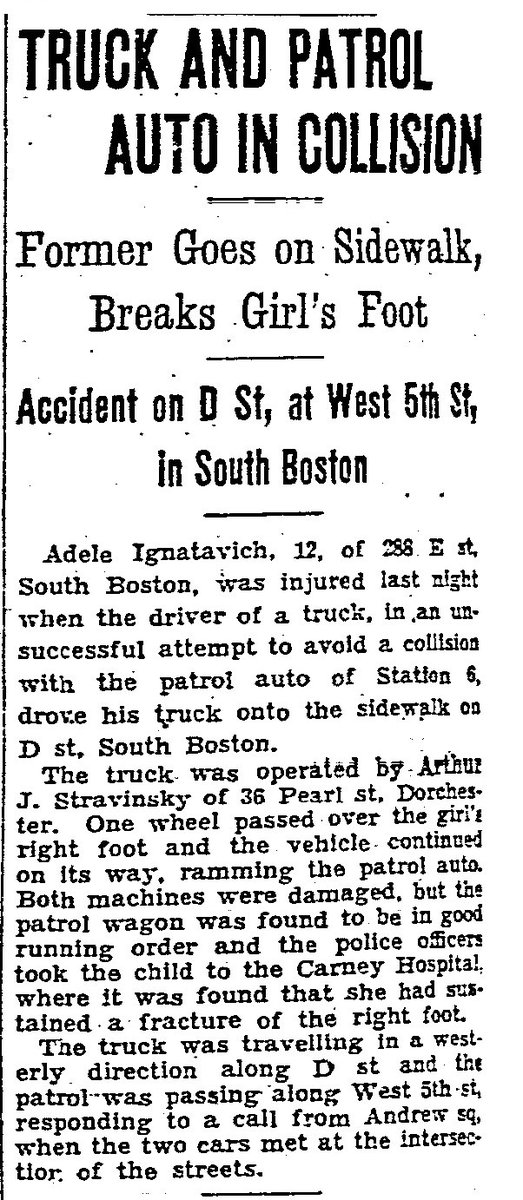 TRUCK AND PATROL
AUTO IN COLLISION
Former Goes on Sidewalk,
Breaks Girl's Foot
Accident on D St, at West 5th St,
in South Boston
Adele Ignatavich, 12, of 286 E st,
South Boston, was injured last night
when the driver of a truck, in an un-
successful attempt to avoid a collision
with the patrol auto of Station 6,
drove his truck onto the sidewalk on
D st, South Boston.
The truck was operated by Arthur
J. Stravinsky of 36 Pearl st, Dorches-
ter. One wheel passed over the girl's
right foot and the vehicle continued
on its way, ramming the patrol auto.
Both machines were damaged, but the
patrol wagon was found to be in good
running order and the police officers
took the child to the Carney Hospital,
where it was found that she had sus-
tained a fracture of the right foot.
The truck was travelling in a west-
erly direction along D st and the
patrol was passing along West 5th st,
responding to a call from Andrew sq,
when the two cars met at the intersec-
tion of the streets.